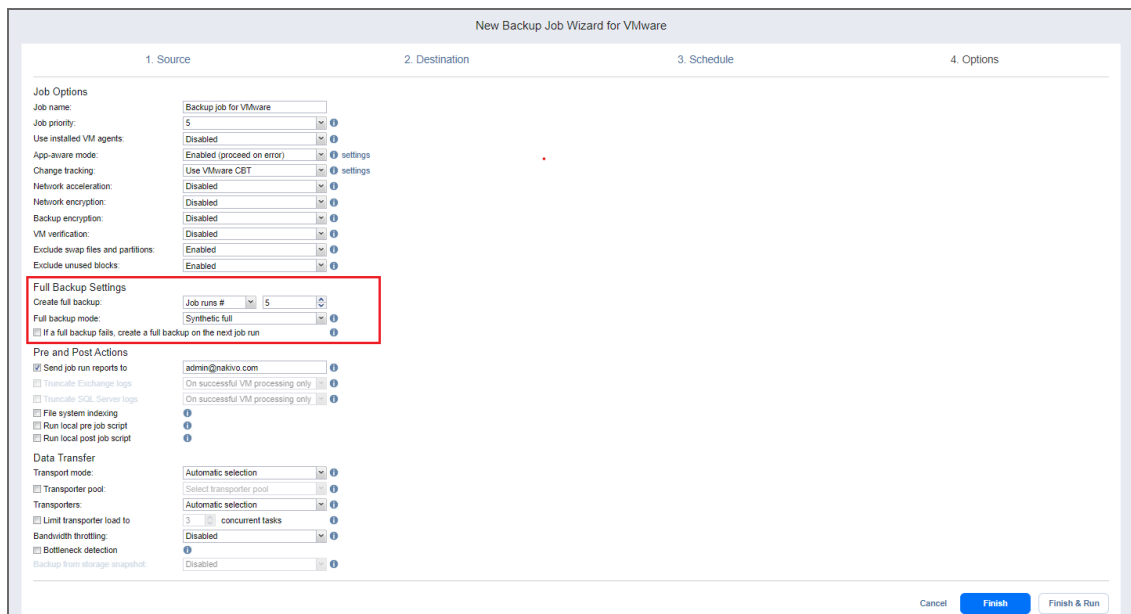 New Backup Job Wizard for VMware
1. Source 2. Destination 3. Schedule 4. Options
Job Options
Job name: Backup job for VMware
Job priority: 5
Use installed VM agents: Disabled
App-aware mode: Enabled (proceed on error) settings
Change tracking: Use VMware CBT settings
Network acceleration: Disabled
Network encryption: Disabled
Backup encryption: Disabled
VM verification: Disabled
Exclude swap files and partitions: Enabled
Exclude unused blocks: Enabled
Full Backup Settings
Create full backup: Job runs # 5
Full backup mode: Synthetic full
If a full backup fails, create a full backup on the next job run
Pre and Post Actions
Send job run reports to admin@nakivo.com
Truncate Exchange logs On successful VM processing only
Truncate SQL Server logs On successful VM processing only
File system indexing
Run local pre job script
Run local post job script
Data Transfer
Transport mode: Automatic selection
Transporter pool: Select transporter pool
Transporters: Automatic selection
Limit transporter load to 3 concurrent tasks
Bandwidth throttling: Disabled
Bottleneck detection
Backup from storage snapshot: Disabled
Cancel Finish Finish & Run